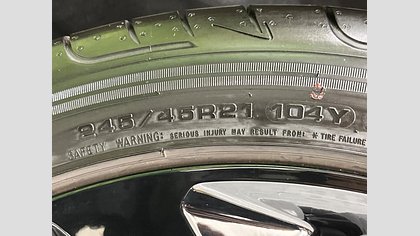 245/45R21 (104Y)
SAFETY WARNING: SERIOUS INJURY MAY RESULT FROM: * TIRE FAILURE